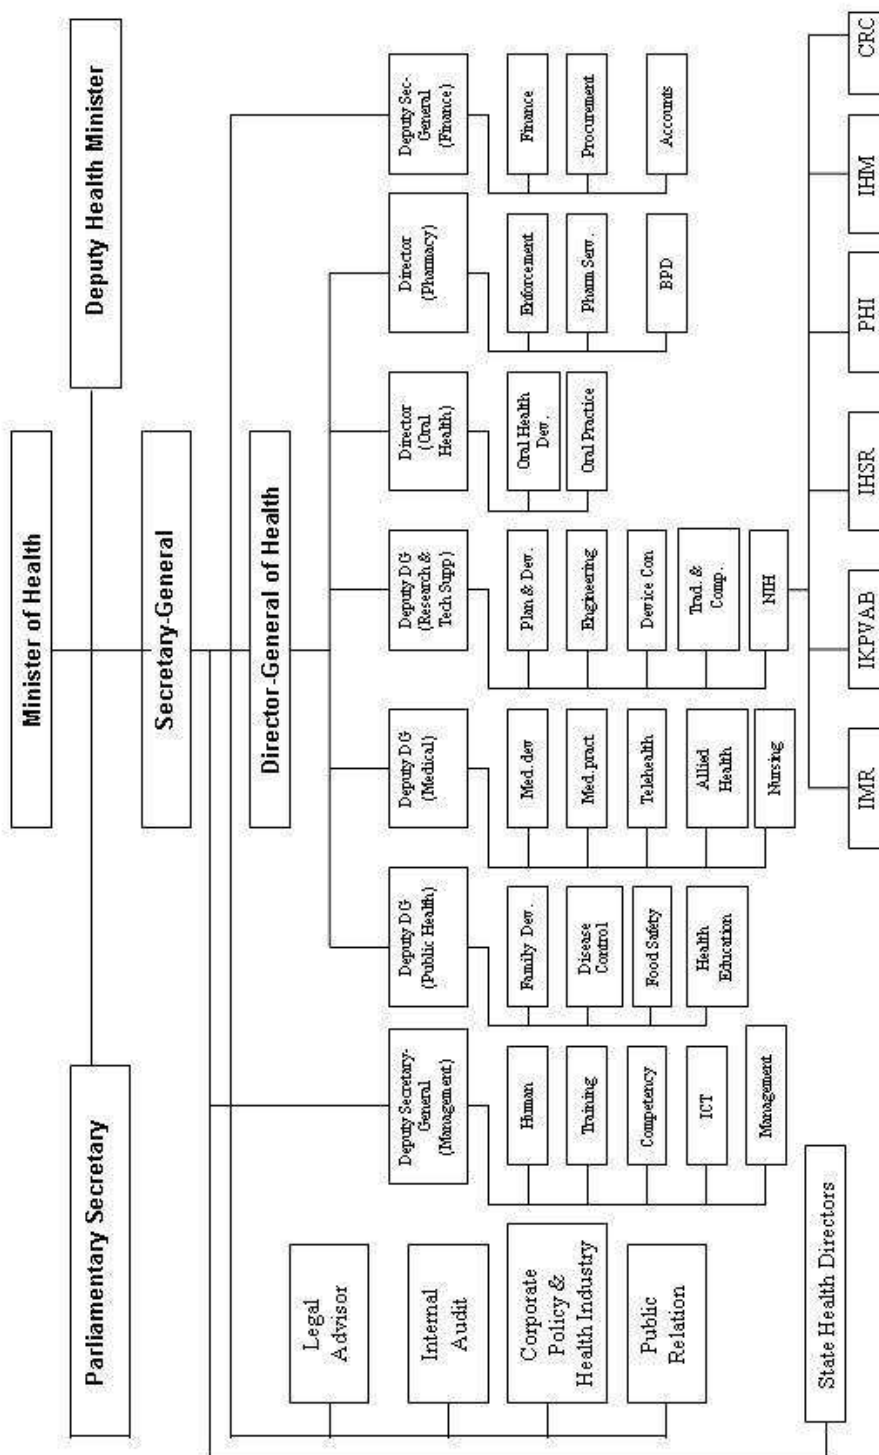 Minister of Health
Parliamentary Secretary
Deputy Health Minister
Secretary-General
Director-General of Health
Legal
Advisor
Internal
Audit
Corporate
Policy &
Health Industry
Public
Relation
Deputy Secretary-
General
(Management)
Human
Training
Competency
ICT
Management
Deputy DG
(Public Health)
Family Dev.
Disease
Control
Food Safety
Health
Education
Deputy DG
(Medical)
Med. dev
Med. pract
Telehealth
Allied
Health
Nursing
Deputy DG
(Research &
Tech Supp)
Plan & Dev.
Engineering
Device Con
Trad. &
Comp.
NIH
Director
(Oral
Health)
Oral Health
Dev.
Oral Practice
Director
(Pharmacy)
Enforcement
Pharm Serv.
BPD
Deputy Sec-
General
(Finance)
Finance
Procurement
Accounts
State Health Directors
IMR
IKPVAB
IHSR
PHI
IHM
CRC